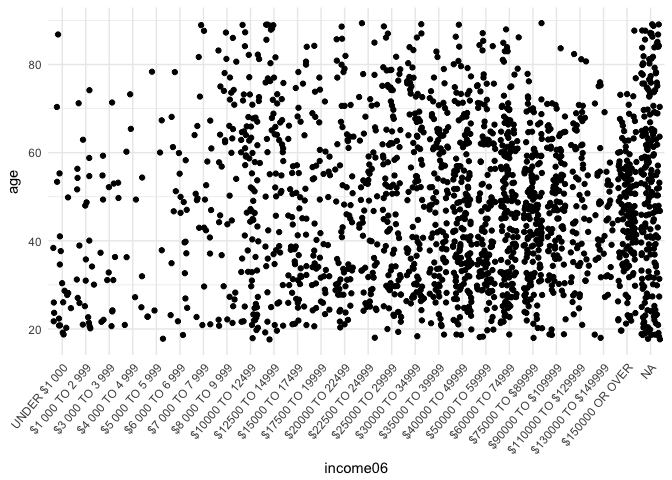 80
60
40
20
age
UNDER $1 000
$1 000 TO 2 999
$3 000 TO 3 999
$4 000 TO 4 999
$5 000 TO 5 999
$6 000 TO 6 999
$7 000 TO 7 999
$8 000 TO 9 999
$10000 TO 12499
$12500 TO 14999
$15000 TO 17499
$17500 TO 19999
$20000 TO 22499
$22500 TO 24999
$25000 TO 29999
$30000 TO 34999
$35000 TO 39999
$40000 TO 49999
$50000 TO 59999
$60000 TO 74999
$75000 TO $89999
$90000 TO $109999
$110000 TO $129999
$130000 TO $149999
$150000 OR OVER
NA
income06